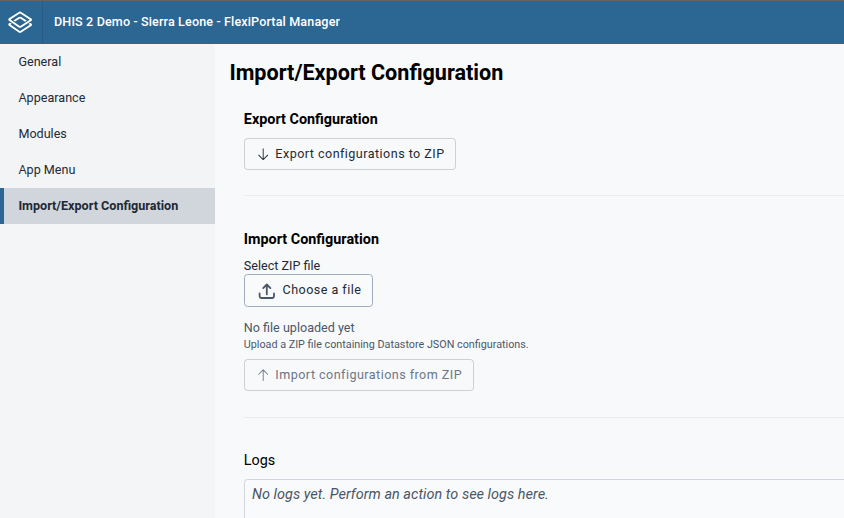 DHIS 2 Demo - Sierra Leone - FlexiPortal Manager
General
Appearance
Modules
App Menu
Import/Export Configuration
Import/Export Configuration
Export Configuration
Export configurations to ZIP
Import Configuration
Select ZIP file
Choose a file
No file uploaded yet
Upload a ZIP file containing Datastore JSON configurations.
Import configurations from ZIP
Logs
No logs yet. Perform an action to see logs here.